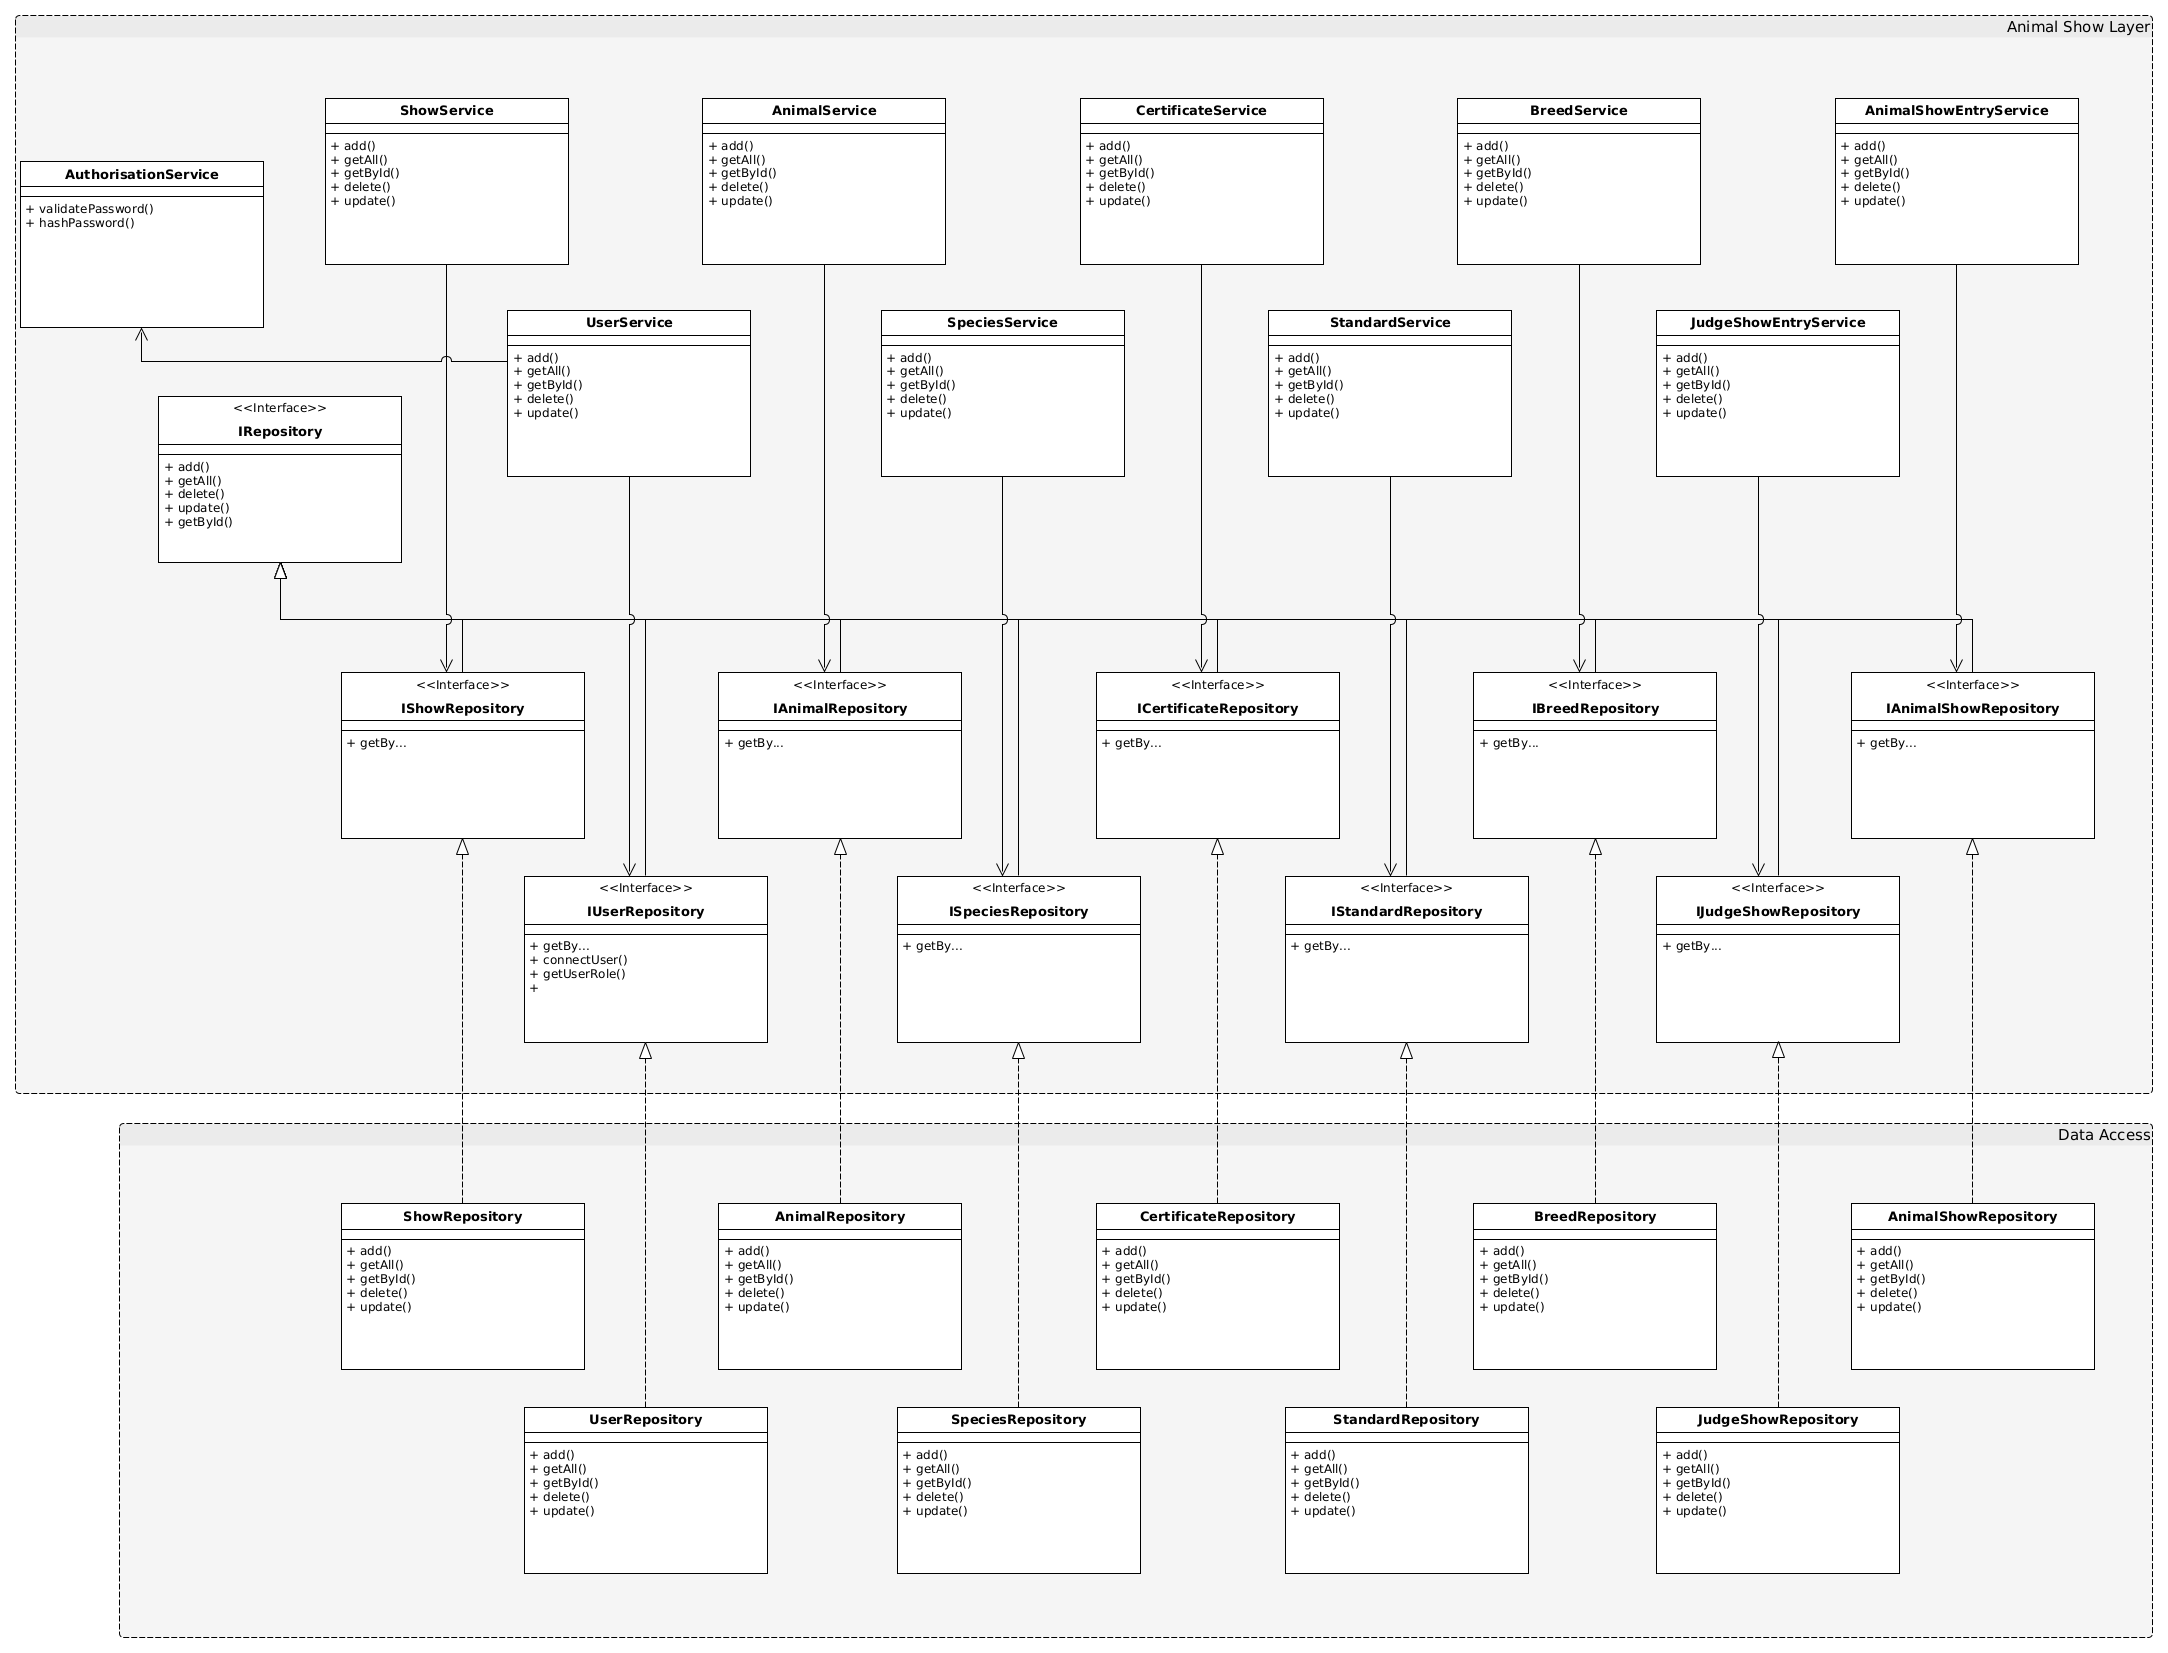 Animal Show Layer
ShowService
+ add()
+ getAll()
+ getById()
+ delete()
+ update()
AnimalService
+ add()
+ getAll()
+ getById()
+ delete()
+ update()
CertificateService
+ add()
+ getAll()
+ getById()
+ delete()
+ update()
BreedService
+ add()
+ getAll()
+ getById()
+ delete()
+ update()
AnimalShowEntryService
+ add()
+ getAll()
+ getById()
+ delete()
+ update()
AuthorisationService
+ validatePassword()
+ hashPassword()
UserService
+ add()
+ getAll()
+ getById()
+ delete()
+ update()
SpeciesService
+ add()
+ getAll()
+ getById()
+ delete()
+ update()
StandardService
+ add()
+ getAll()
+ getById()
+ delete()
+ update()
JudgeShowEntryService
+ add()
+ getAll()
+ getById()
+ delete()
+ update()
<<Interface>>
IRepository
+ add()
+ getAll()
+ delete()
+ update()
+ getById()
<<Interface>>
IShowRepository
+ getBy...
<<Interface>>
IAnimalRepository
+ getBy...
<<Interface>>
ICertificateRepository
+ getBy...
<<Interface>>
IBreedRepository
+ getBy...
<<Interface>>
IAnimalShowRepository
+ getBy...
<<Interface>>
IUserRepository
+ getBy...
+ connectUser()
+ getUserRole()
+
<<Interface>>
ISpeciesRepository
+ getBy...
<<Interface>>
IStandardRepository
+ getBy...
<<Interface>>
IJudgeShowRepository
+ getBy...
Data Access
ShowRepository
+ add()
+ getAll()
+ getById()
+ delete()
+ update()
AnimalRepository
+ add()
+ getAll()
+ getById()
+ delete()
+ update()
CertificateRepository
+ add()
+ getAll()
+ getById()
+ delete()
+ update()
BreedRepository
+ add()
+ getAll()
+ getById()
+ delete()
+ update()
AnimalShowRepository
+ add()
+ getAll()
+ getById()
+ delete()
+ update()
UserRepository
+ add()
+ getAll()
+ getById()
+ delete()
+ update()
SpeciesRepository
+ add()
+ getAll()
+ getById()
+ delete()
+ update()
StandardRepository
+ add()
+ getAll()
+ getById()
+ delete()
+ update()
JudgeShowRepository
+ add()
+ getAll()
+ getById()
+ delete()
+ update()